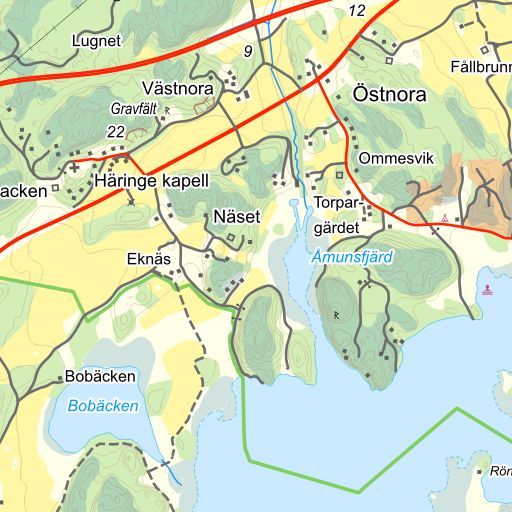 12
Lugnet
9
Fållbrunn
Västnora
Östnora
Gravfält
22
Ommesvik
Häringe kapell
acken
Näset
Torpar-
gärdet
Eknäs
Åmunsfjärd
R
Bobäcken
Bobäcken
Rön